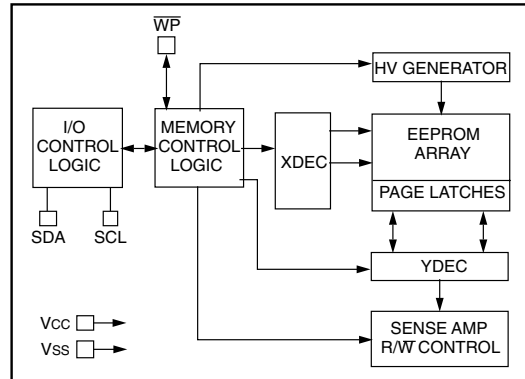 WP
HV GENERATOR
I/O
CONTROL
LOGIC
MEMORY
CONTROL
LOGIC
XDEC
EEPROM
ARRAY
PAGE LATCHES
SDA
SCL
YDEC
VCC
VSS
SENSE AMP
R/W CONTROL